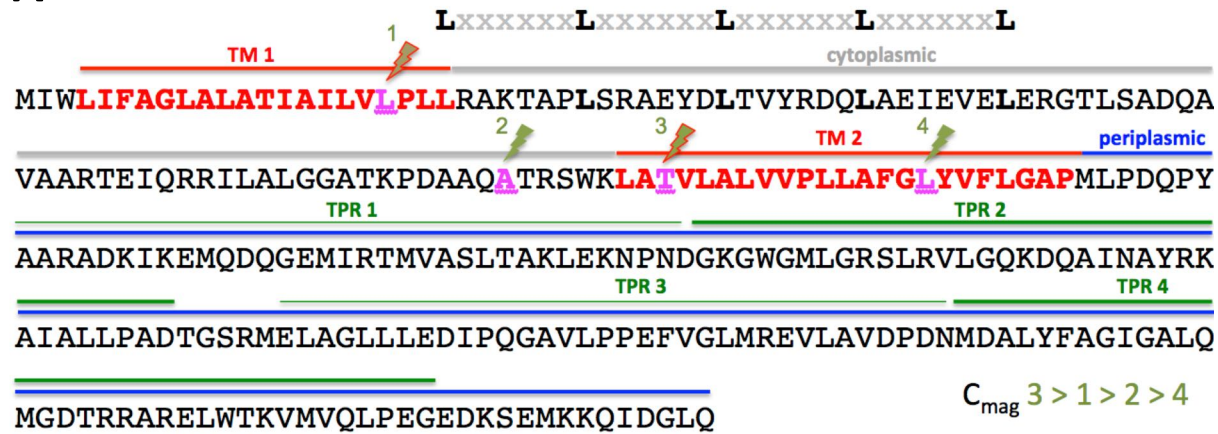 LxxxxxxLxxxxxxLxxxxxxLxxxxxxL
1
TM 1 cytoplasmic
MIWLIFAGLALATIAILVLPLLRAKTAPLSRAEYDLTVYRDQLAEIEVELERGTLSADQA
2 3 TM 2 4 periplasmic
VAARTEIQRRILALGGATKPDAAQATRSWKLATVLALVVPLLAFGLYVFLGAPMLPDQPY
TPR 1 TPR 2
AARADKIKEMQDQGEMIRTMVASLTAKLEKNPNDGKGWGMLGRSLRVLGQKDQAINAYRK
TPR 3 TPR 4
AIALLPADTGSRMELAGLLLEDIPQGAVLPPEFVGLMREVLAVDPDNMDALYFAGIGALQ
MGDTRRARELWTKVMVQLPEGEDKSEMKKQIDGLQ
Cmag 3 > 1 > 2 > 4